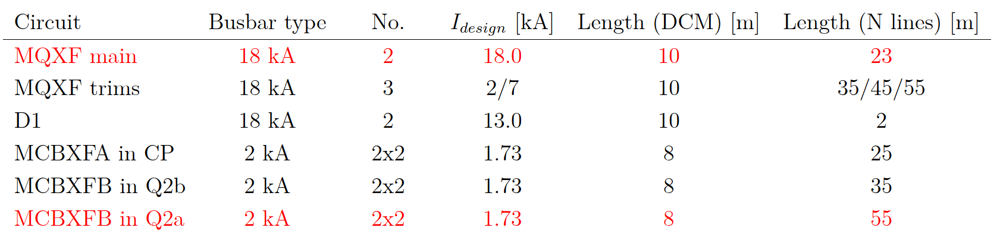 Circuit Busbar type No. I_design [kA] Length (DCM) [m] Length (N lines) [m]
MQXF main 18 kA 2 18.0 10 23
MQXF trims 18 kA 3 2/7 10 35/45/55
D1 18 kA 2 13.0 10 2
MCBXFA in CP 2 kA 2x2 1.73 8 25
MCBXFB in Q2b 2 kA 2x2 1.73 8 35
MCBXFB in Q2a 2 kA 2x2 1.73 8 55